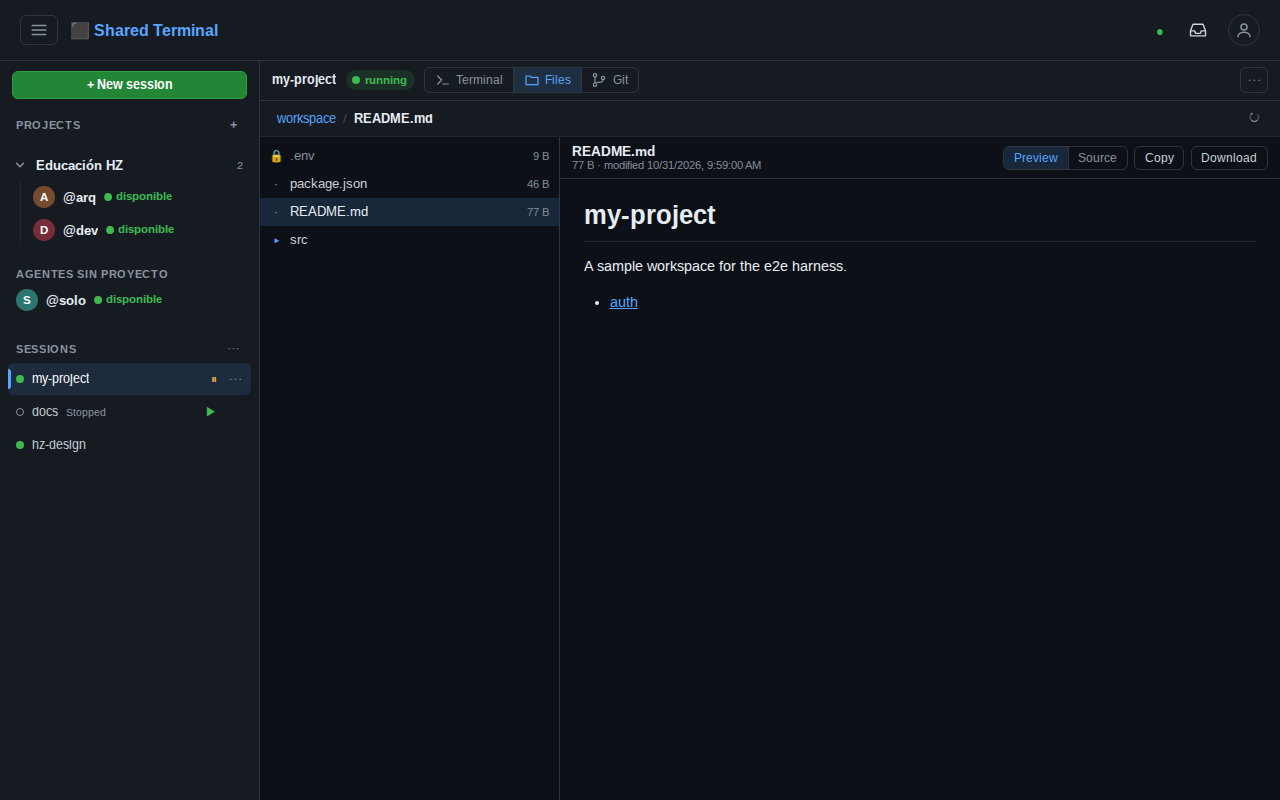 Shared Terminal
+ New session
PROJECTS +
Educación HZ 2
A @arq disponible
D @dev disponible
AGENTES SIN PROYECTO
S @solo disponible
SESSIONS ···
my-project ···
docs Stopped
hz-design
my-project running Terminal Files Git ···
workspace / README.md
.env 9 B
package.json 46 B
README.md 77 B
src
README.md
77 B · modified 10/31/2026, 9:59:00 AM
Preview Source Copy Download
my-project
A sample workspace for the e2e harness.
• auth